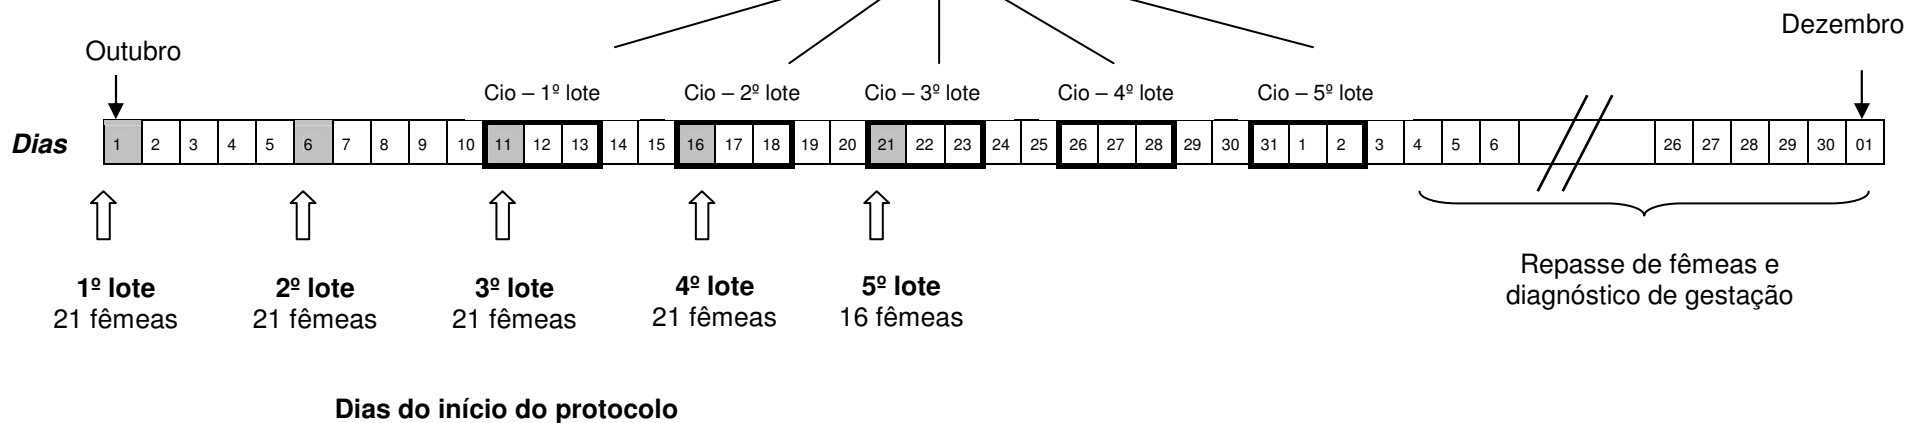 Dezembro
Outubro
Cio – 1º lote Cio – 2º lote Cio – 3º lote Cio – 4º lote Cio – 5º lote
Dias 1 2 3 4 5 6 7 8 9 10 11 12 13 14 15 16 17 18 19 20 21 22 23 24 25 26 27 28 29 30 31 1 2 3 4 5 6 26 27 28 29 30 01
1º lote 2º lote 3º lote 4º lote 5º lote
21 fêmeas 21 fêmeas 21 fêmeas 21 fêmeas 16 fêmeas
Repasse de fêmeas e
diagnóstico de gestação
Dias do início do protocolo